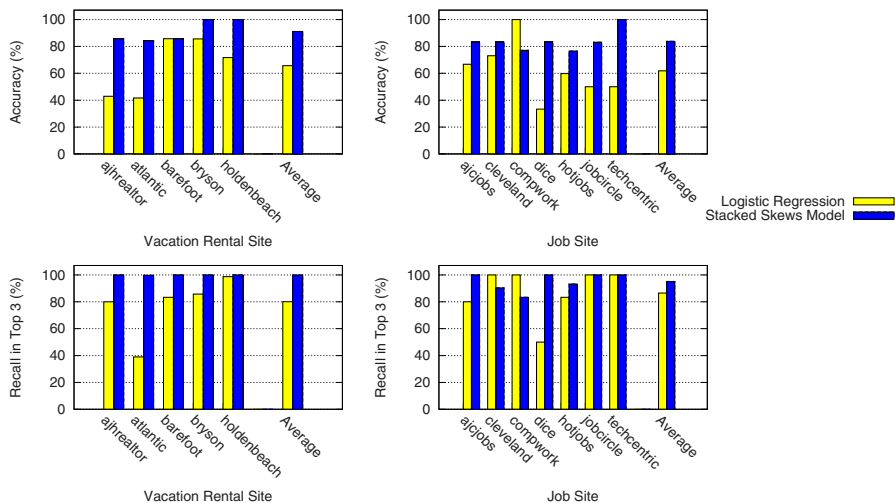 Accuracy (%)
100
80
60
40
20
0
ajhrealtor
atlantic
barefoot
bryson
holdenbeach
Average
Vacation Rental Site
Accuracy (%)
100
80
60
40
20
0
ajcjobs
cleveland
compwork
dice
hotjobs
jobcircle
techcentric
Average
Job Site
Logistic Regression
Stacked Skews Model
Recall in Top 3 (%)
100
80
60
40
20
0
ajhrealtor
atlantic
barefoot
bryson
holdenbeach
Average
Vacation Rental Site
Recall in Top 3 (%)
100
80
60
40
20
0
ajcjobs
cleveland
compwork
dice
hotjobs
jobcircle
techcentric
Average
Job Site